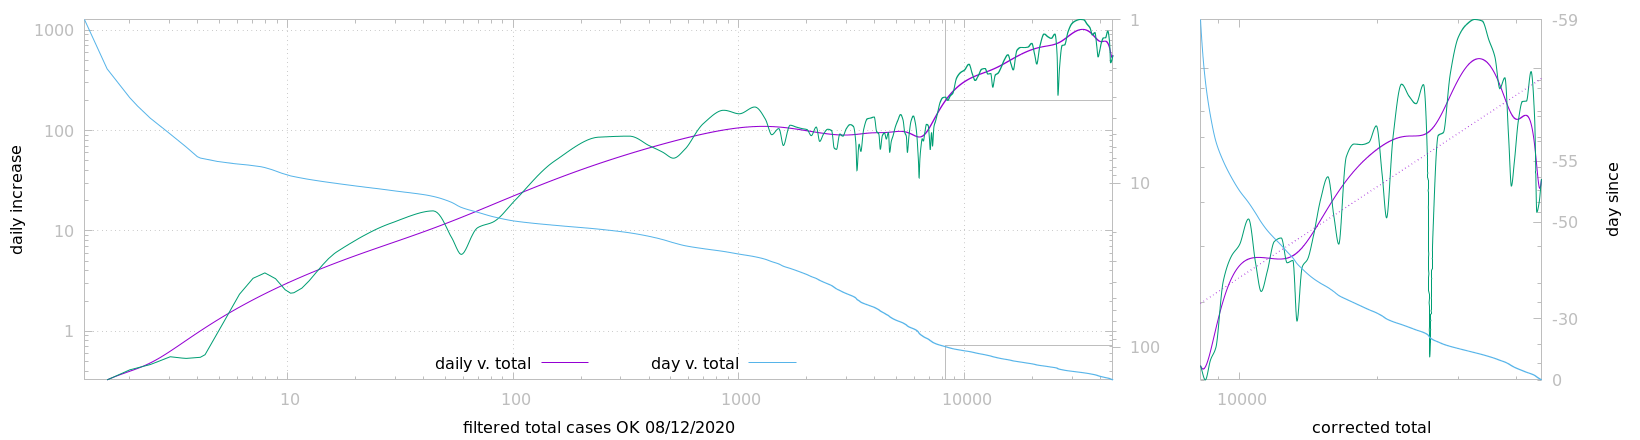 1000
100
10
1
daily increase
10
100
1000
10000
filtered total cases OK 08/12/2020
daily v. total
day v. total
1
10
100
10000
corrected total
-59
-55
-50
-30
0
day since